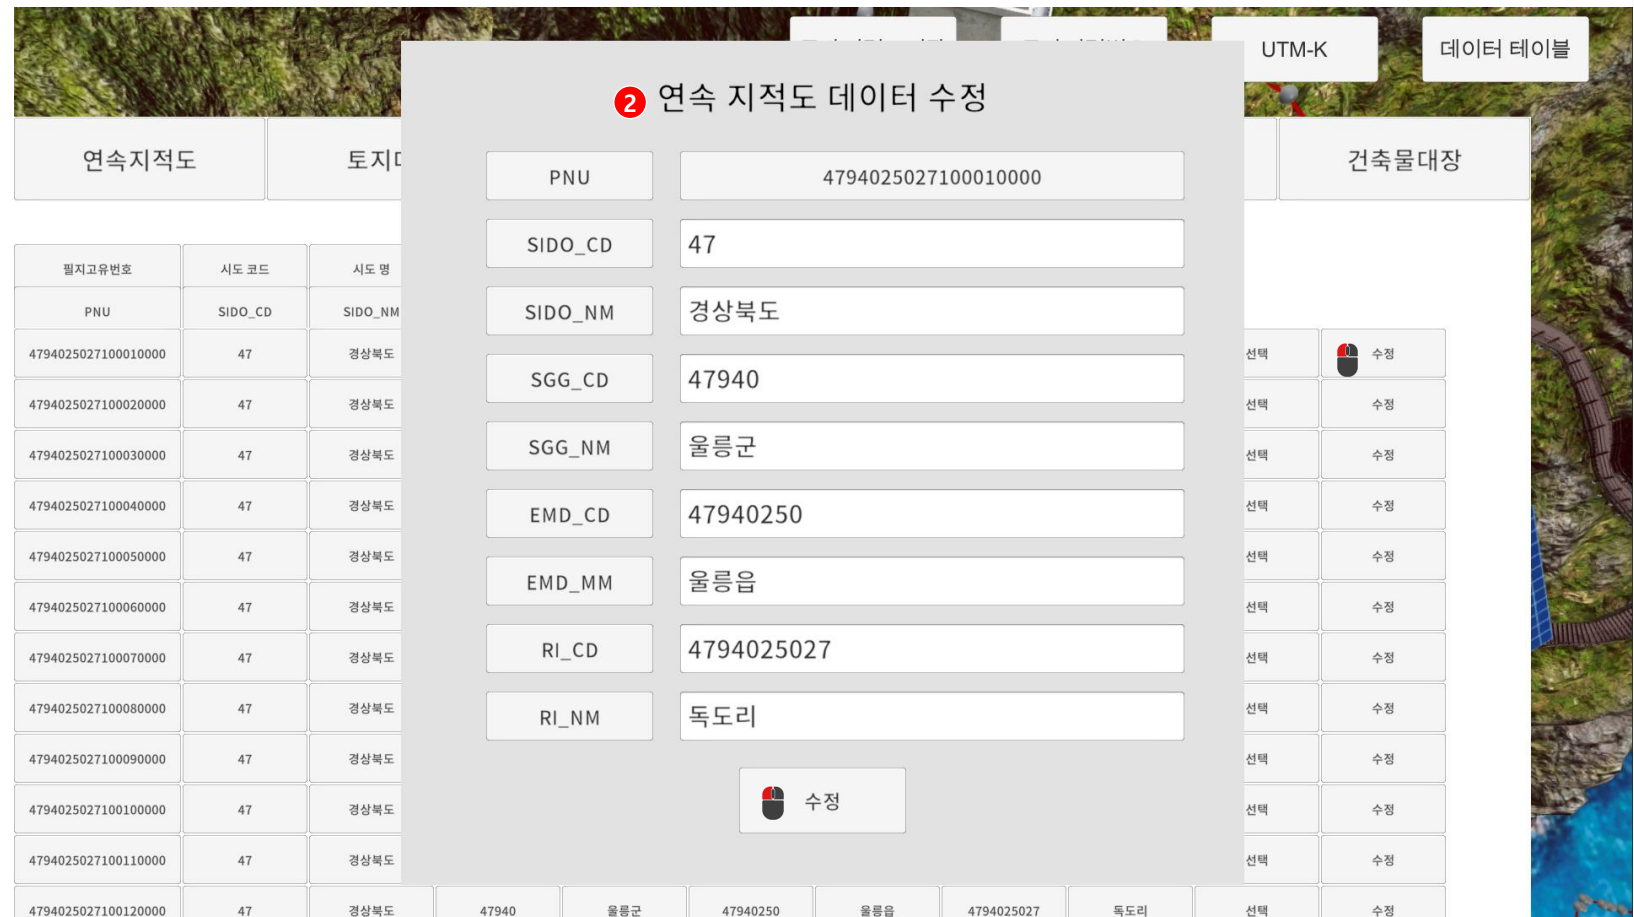 UTM-K
데이터 테이블
2 연속 지적도 데이터 수정
연속지적도
건축물대장
PNU 4794025027100010000
SIDO_CD 47
SIDO_NM 경상북도
SGG_CD 47940
SGG_NM 울릉군
EMD_CD 47940250
EMD_MM 울릉읍
RI_CD 4794025027
RI_NM 독도리
수정
필지고유번호 시도 코드 시도 명
PNU SIDO_CD SIDO_NM
4794025027100010000 47 경상북도 선택 수정
4794025027100020000 47 경상북도 선택 수정
4794025027100030000 47 경상북도 선택 수정
4794025027100040000 47 경상북도 선택 수정
4794025027100050000 47 경상북도 선택 수정
4794025027100060000 47 경상북도 선택 수정
4794025027100070000 47 경상북도 선택 수정
4794025027100080000 47 경상북도 선택 수정
4794025027100090000 47 경상북도 선택 수정
4794025027100100000 47 경상북도 선택 수정
4794025027100110000 47 경상북도 선택 수정
4794025027100120000 47 경상북도 47940 울릉군 47940250 울릉읍 4794025027 독도리 선택 수정